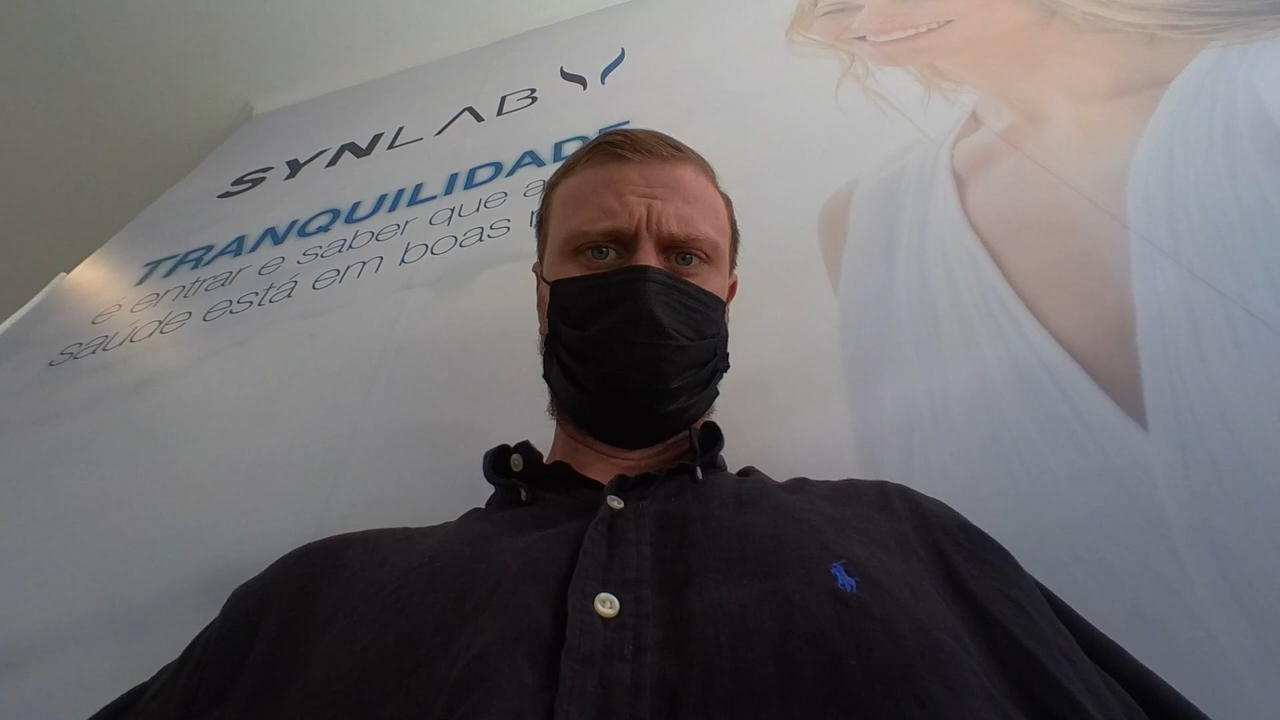 SYNLAB
TRANQUILIDADE
é entrar e saber que a
saúde está em boas